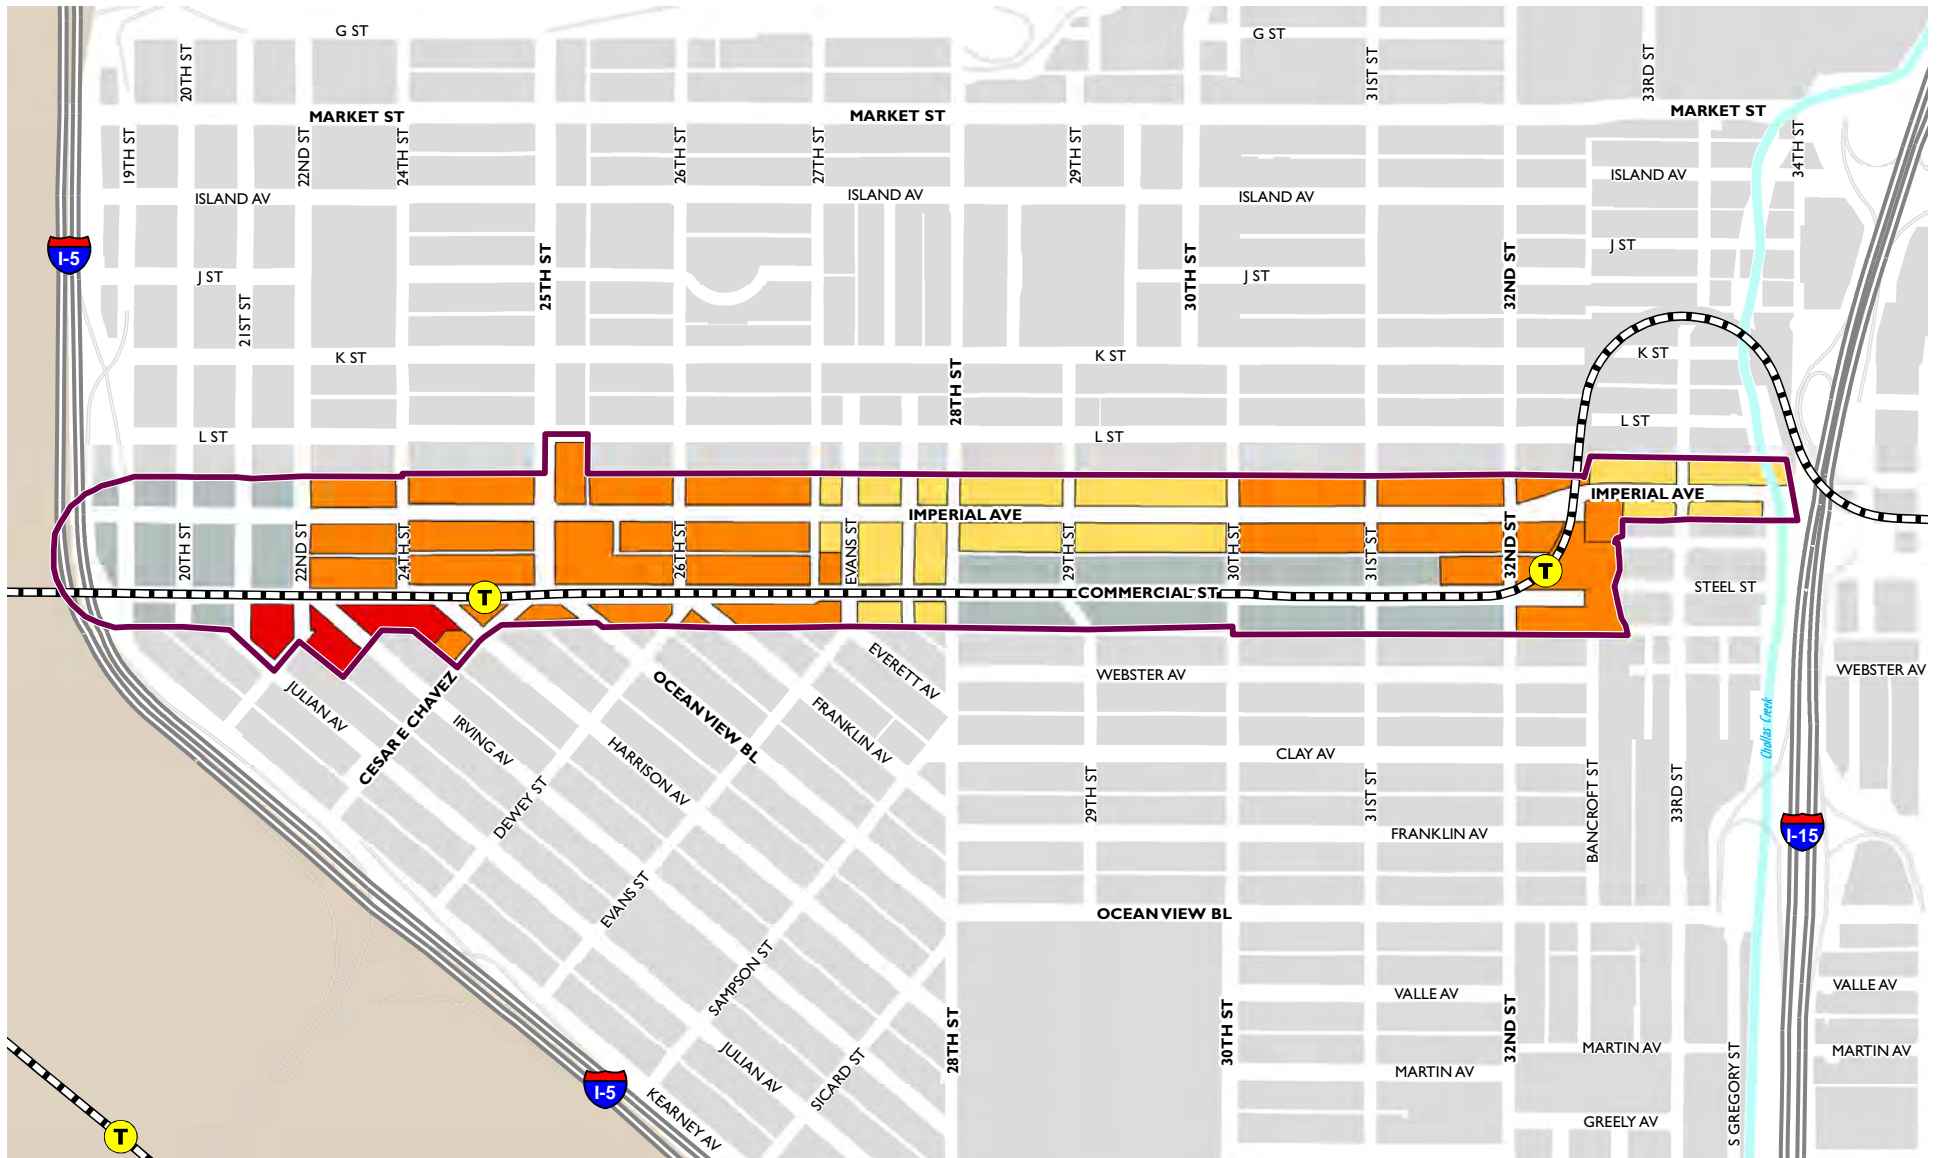 G ST
G ST
20TH ST
31ST ST
33RD ST
MARKET ST
MARKET ST
MARKET ST
19TH ST
22ND ST
24TH ST
26TH ST
27TH ST
29TH ST
34TH ST
ISLAND AV
ISLAND AV
ISLAND AV
ISLAND AV
I-5
J ST
J ST
J ST
21ST ST
25TH ST
30TH ST
32ND ST
K ST
K ST
K ST
28TH ST
L ST
L ST
L ST
IMPERIAL AVE
IMPERIAL AVE
20TH ST
22ND ST
24TH ST
26TH ST
EVANS ST
29TH ST
30TH ST
31ST ST
32ND ST
T
T
COMMERCIAL ST
STEEL ST
WEBSTER AV
WEBSTER AV
EVERETT AV
JULIAN AV
CESAR E CHAVEZ
IRVING AV
OCEAN VIEW BL
FRANKLIN AV
HARRISON AV
DEWEY ST
CLAY AV
Chollas Creek
29TH ST
31ST ST
BANCROFT ST
33RD ST
FRANKLIN AV
I-15
EVANS ST
OCEAN VIEW BL
SAMPSON ST
VALLE AV
VALLE AV
28TH ST
30TH ST
32ND ST
MARTIN AV
MARTIN AV
MARTIN AV
JULIAN AV
SICARD ST
I-5
KEARNEY AV
GREELY AV
S GREGORY ST
T